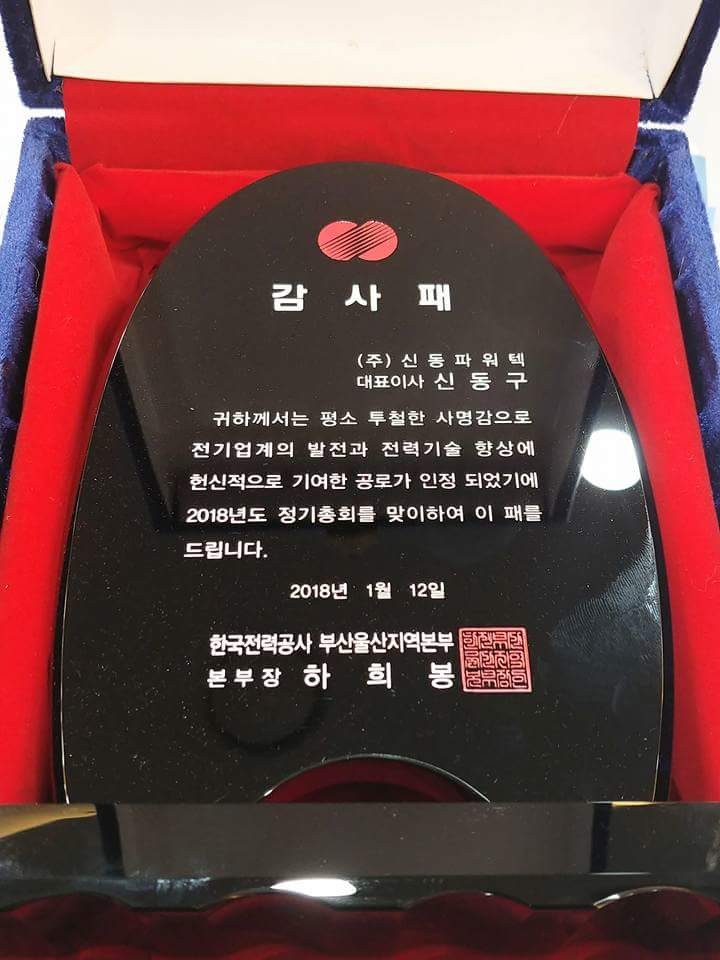 감 사 패
(주) 신 동 파 워 텍
대표이사 신 동 구
귀하께서는 평소 투철한 사명감으로
전기업계의 발전과 전력기술 향상에
헌신적으로 기여한 공로가 인정 되었기에
2018년도 정기총회를 맞이하여 이 패를
드립니다.
2018년 1월 12일
한국전력공사 부산울산지역본부
본 부 장 하 희 봉